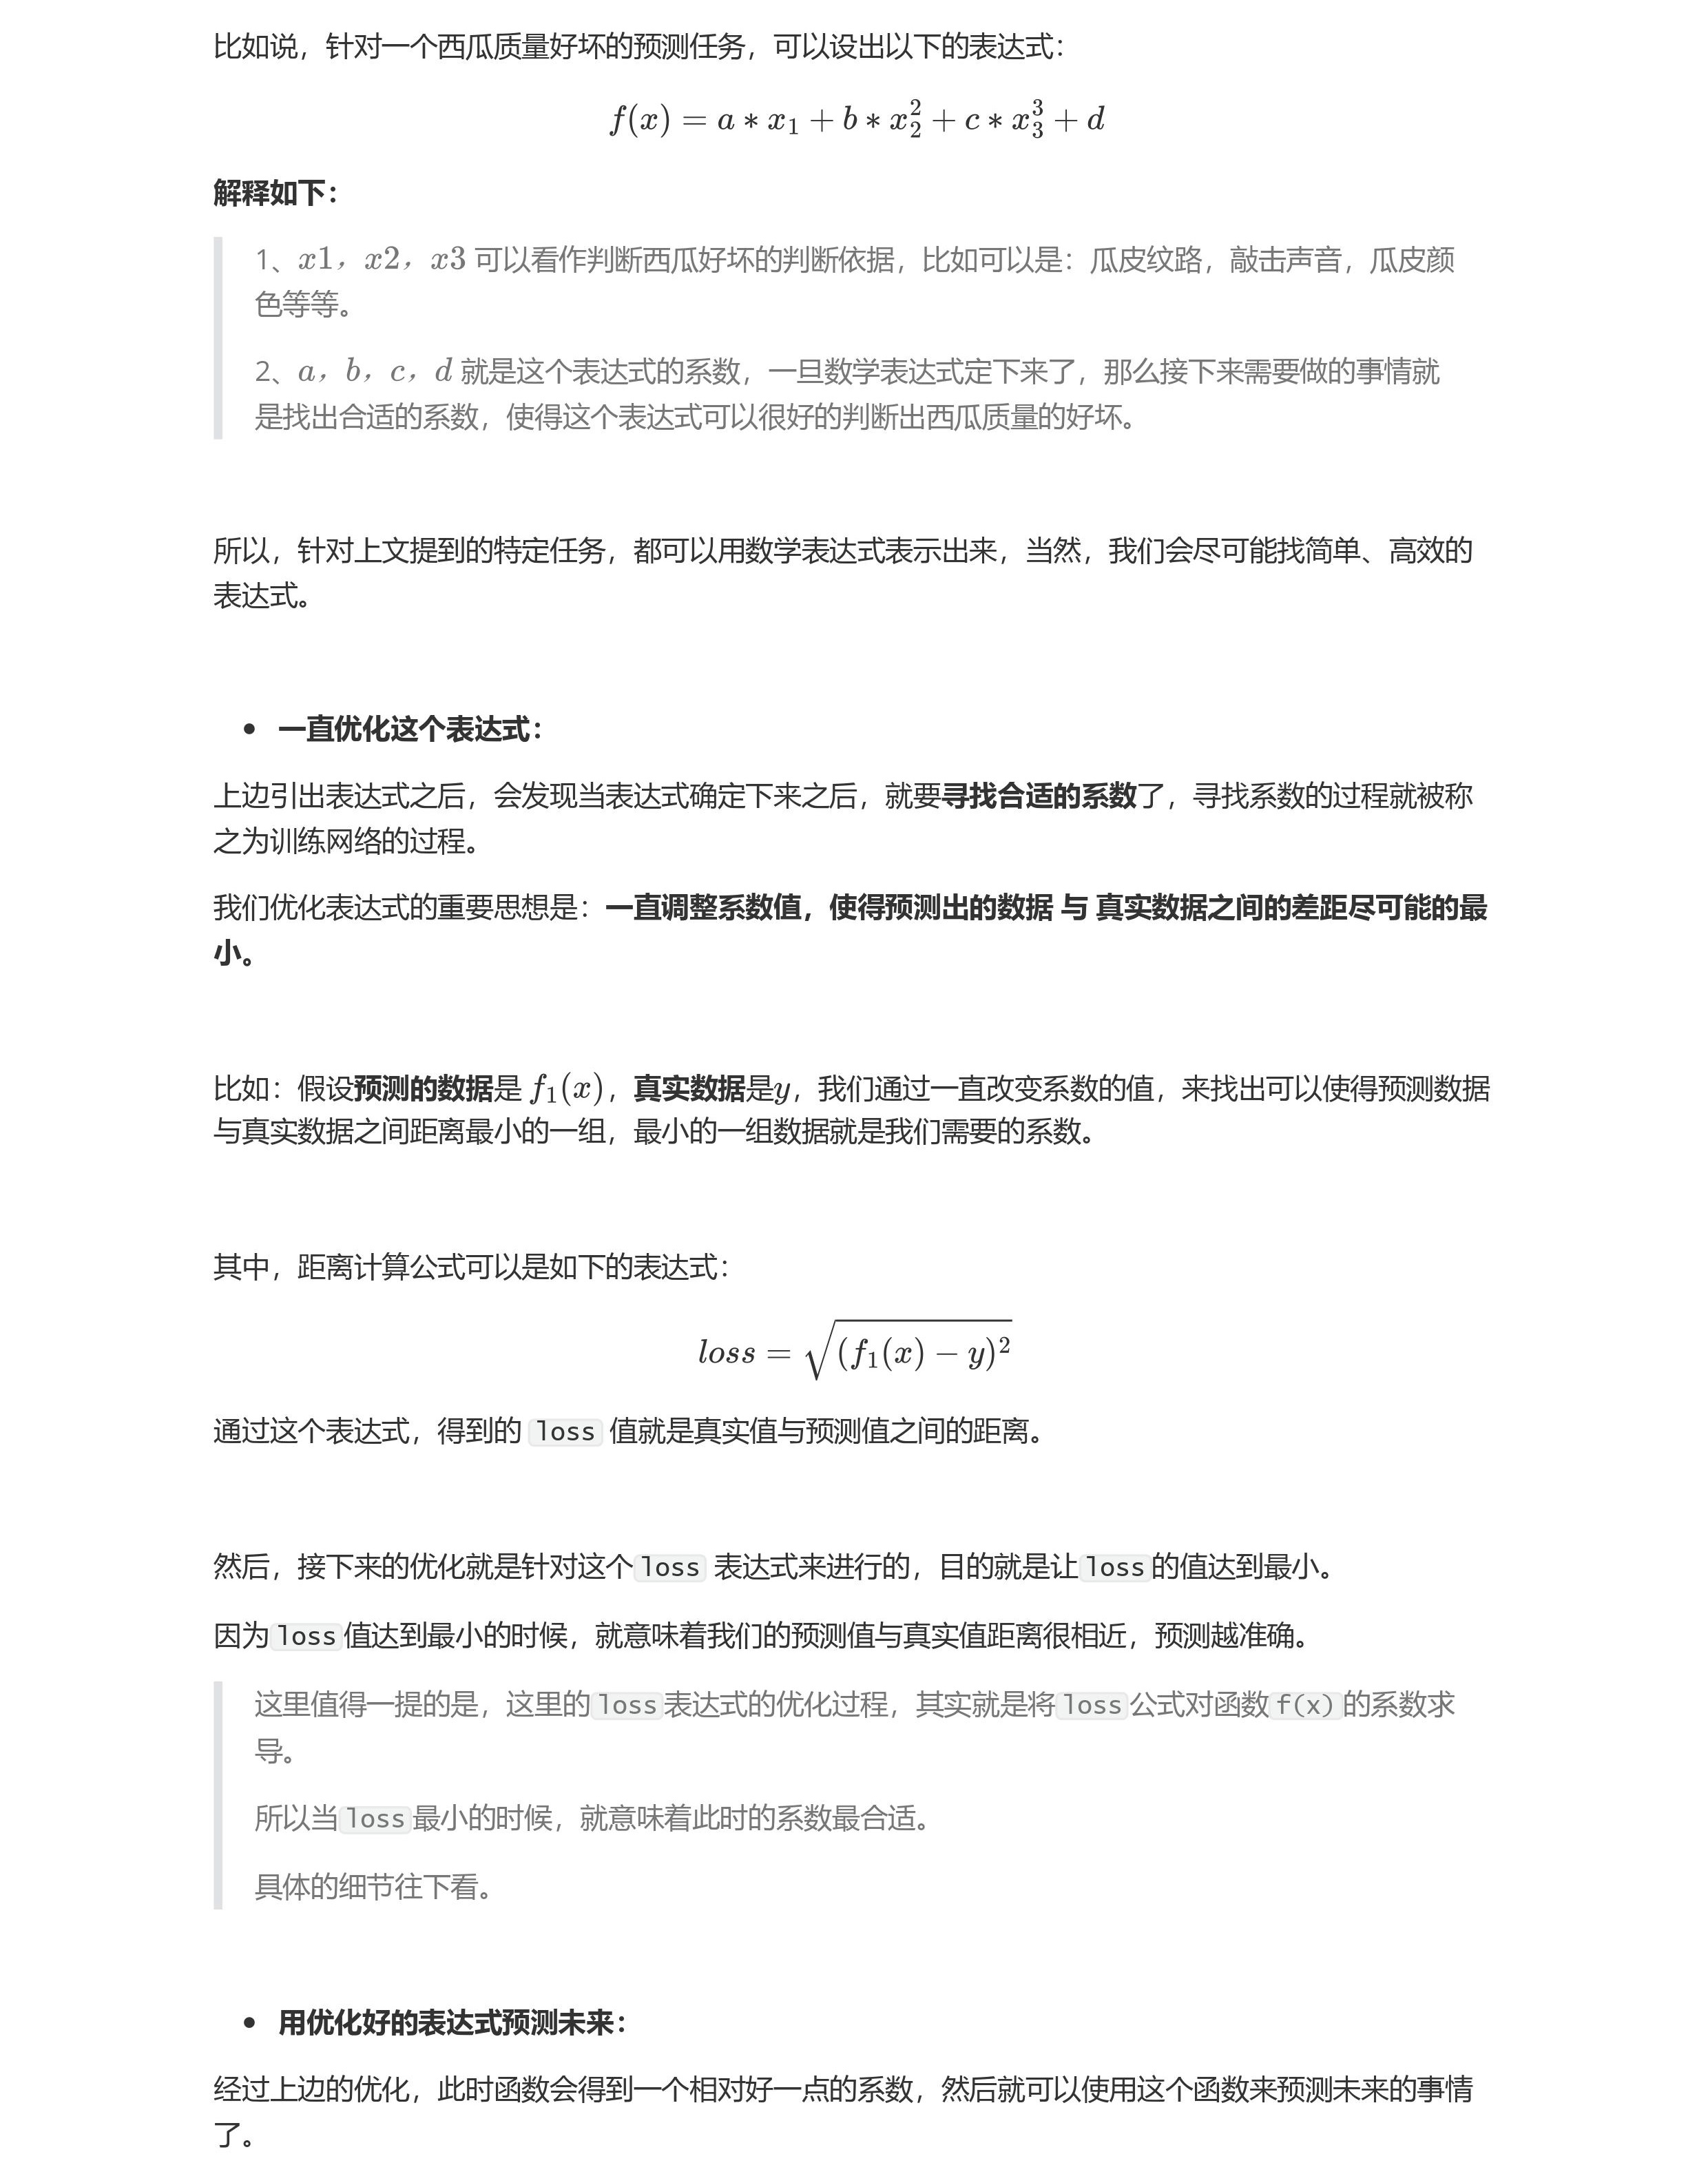 比如说，针对一个西瓜质量好坏的预测任务，可以设出以下的表达式：
f(x) = a ∗ x₁ + b ∗ x₂² + c ∗ x₃³ + d
解释如下：
1、x1，x2，x3 可以看作判断西瓜好坏的判断依据，比如可以是：瓜皮纹路，敲击声音，瓜皮颜
色等等。
2、a，b，c，d 就是这个表达式的系数，一旦数学表达式定下来了，那么接下来需要做的事情就
是找出合适的系数，使得这个表达式可以很好的判断出西瓜质量的好坏。
所以，针对上文提到的特定任务，都可以用数学表达式表示出来，当然，我们会尽可能找简单、高效的
表达式。
• 一直优化这个表达式：
上边引出表达式之后，会发现当表达式确定下来之后，就要寻找合适的系数了，寻找系数的过程就被称
之为训练网络的过程。
我们优化表达式的重要思想是：一直调整系数值，使得预测出的数据 与 真实数据之间的差距尽可能的最
小。
比如：假设预测的数据是 f₁(x)，真实数据是y，我们通过一直改变系数的值，来找出可以使得预测数据
与真实数据之间距离最小的一组，最小的一组数据就是我们需要的系数。
其中，距离计算公式可以是如下的表达式：
loss = √(f₁(x) − y)²
通过这个表达式，得到的 loss 值就是真实值与预测值之间的距离。
然后，接下来的优化就是针对这个loss 表达式来进行的，目的就是让loss的值达到最小。
因为loss值达到最小的时候，就意味着我们的预测值与真实值距离很相近，预测越准确。
这里值得一提的是，这里的loss表达式的优化过程，其实就是将loss公式对函数f(x)的系数求
导。
所以当loss最小的时候，就意味着此时的系数最合适。
具体的细节往下看。
• 用优化好的表达式预测未来：
经过上边的优化，此时函数会得到一个相对好一点的系数，然后就可以使用这个函数来预测未来的事情
了。